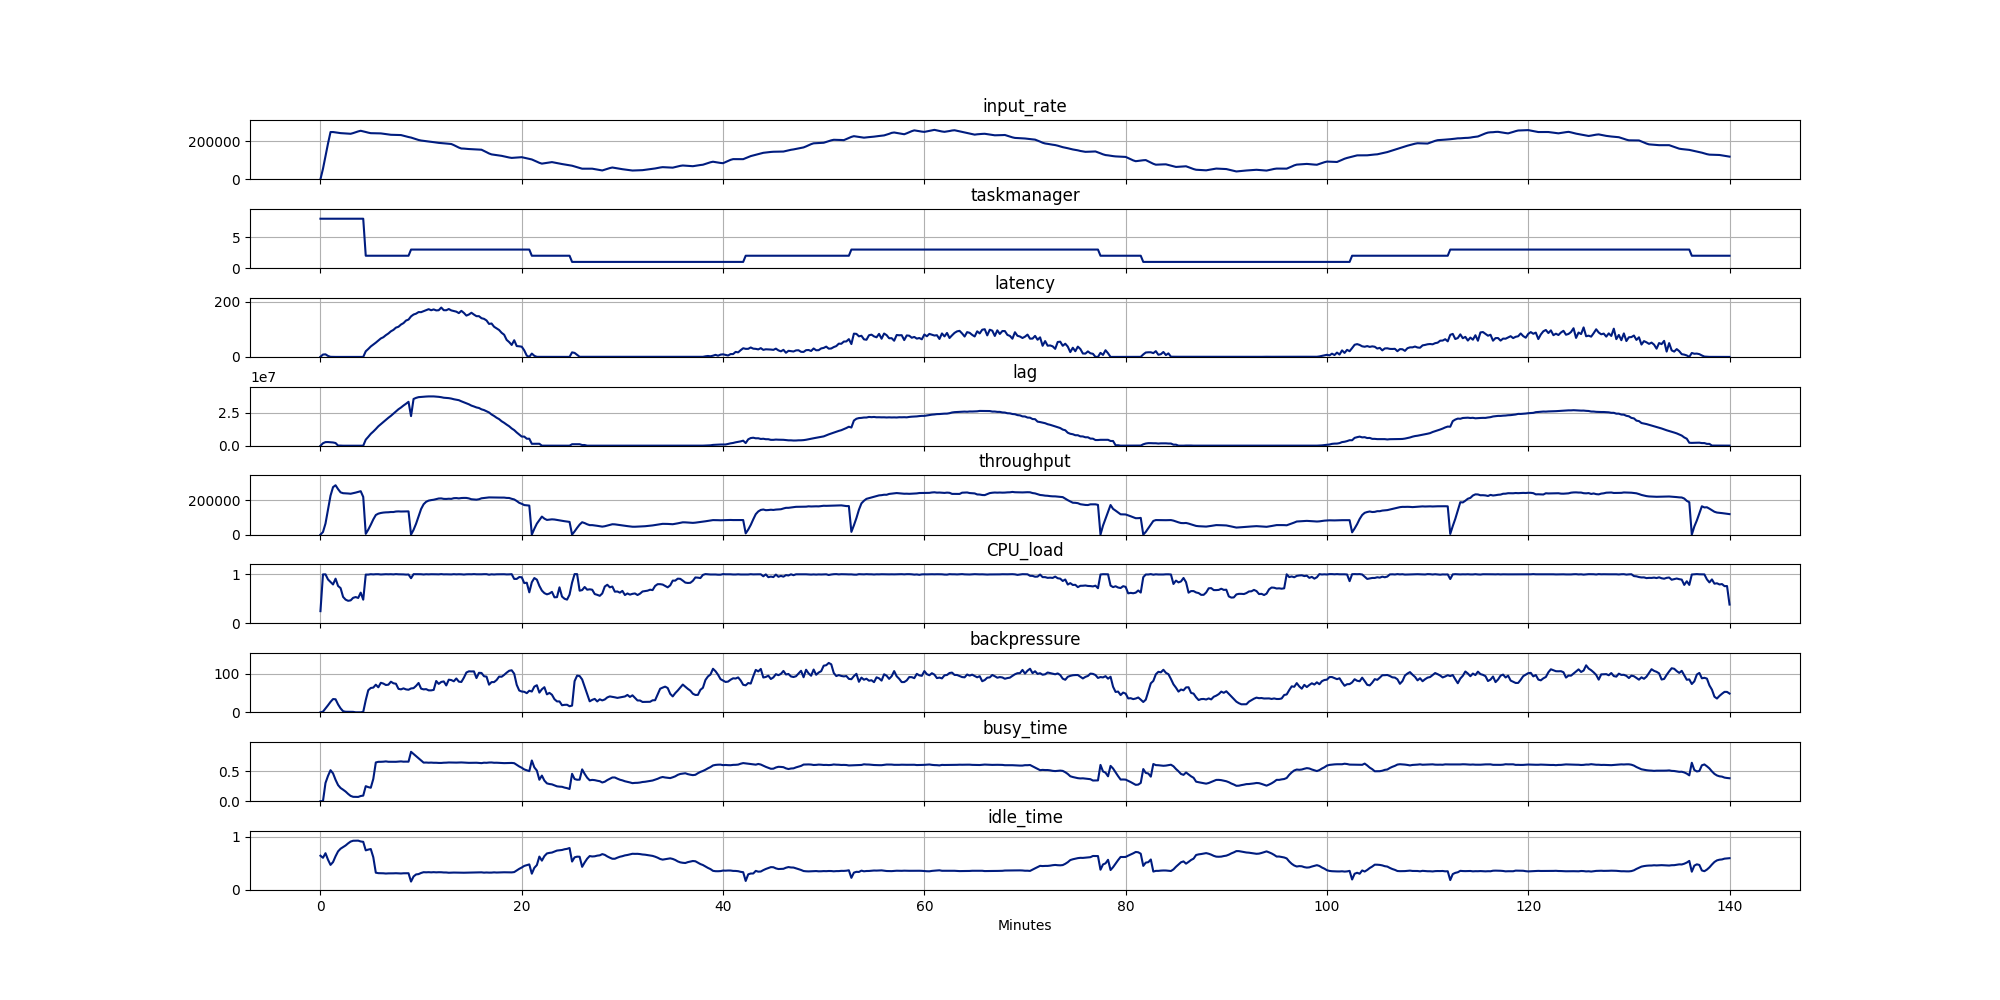 input_rate
200000
0
taskmanager
5
0
latency
200
0
1e7
lag
2.5
0.0
throughput
200000
0
CPU_load
1
0
backpressure
100
0
busy_time
0.5
0.0
idle_time
1
0
0 20 40 60 80 100 120 140
Minutes